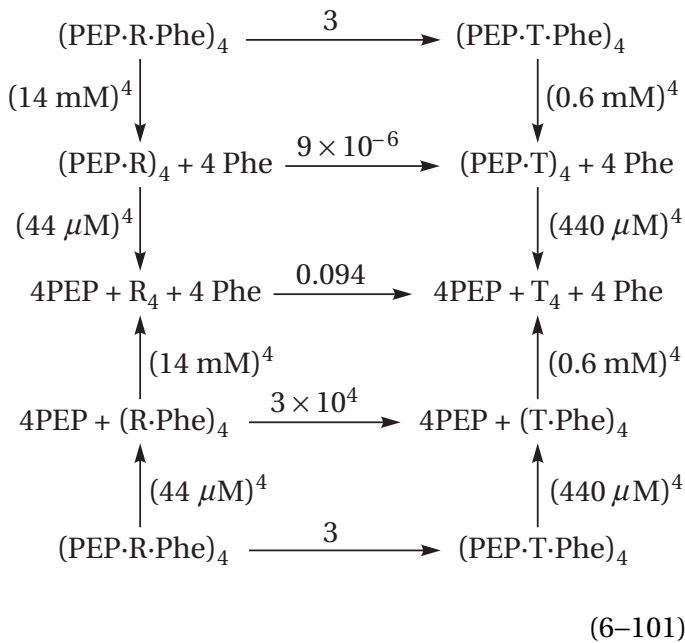 (PEP·R·Phe)₄ 3 (PEP·T·Phe)₄
(14 mM)⁴ (0.6 mM)⁴
(PEP·R)₄ + 4 Phe 9 × 10⁻⁶ (PEP·T)₄ + 4 Phe
(44 μM)⁴ (440 μM)⁴
4PEP + R₄ + 4 Phe 0.094 4PEP + T₄ + 4 Phe
(14 mM)⁴ (0.6 mM)⁴
4PEP + (R·Phe)₄ 3 × 10⁴ 4PEP + (T·Phe)₄
(44 μM)⁴ (440 μM)⁴
(PEP·R·Phe)₄ 3 (PEP·T·Phe)₄
(6–101)